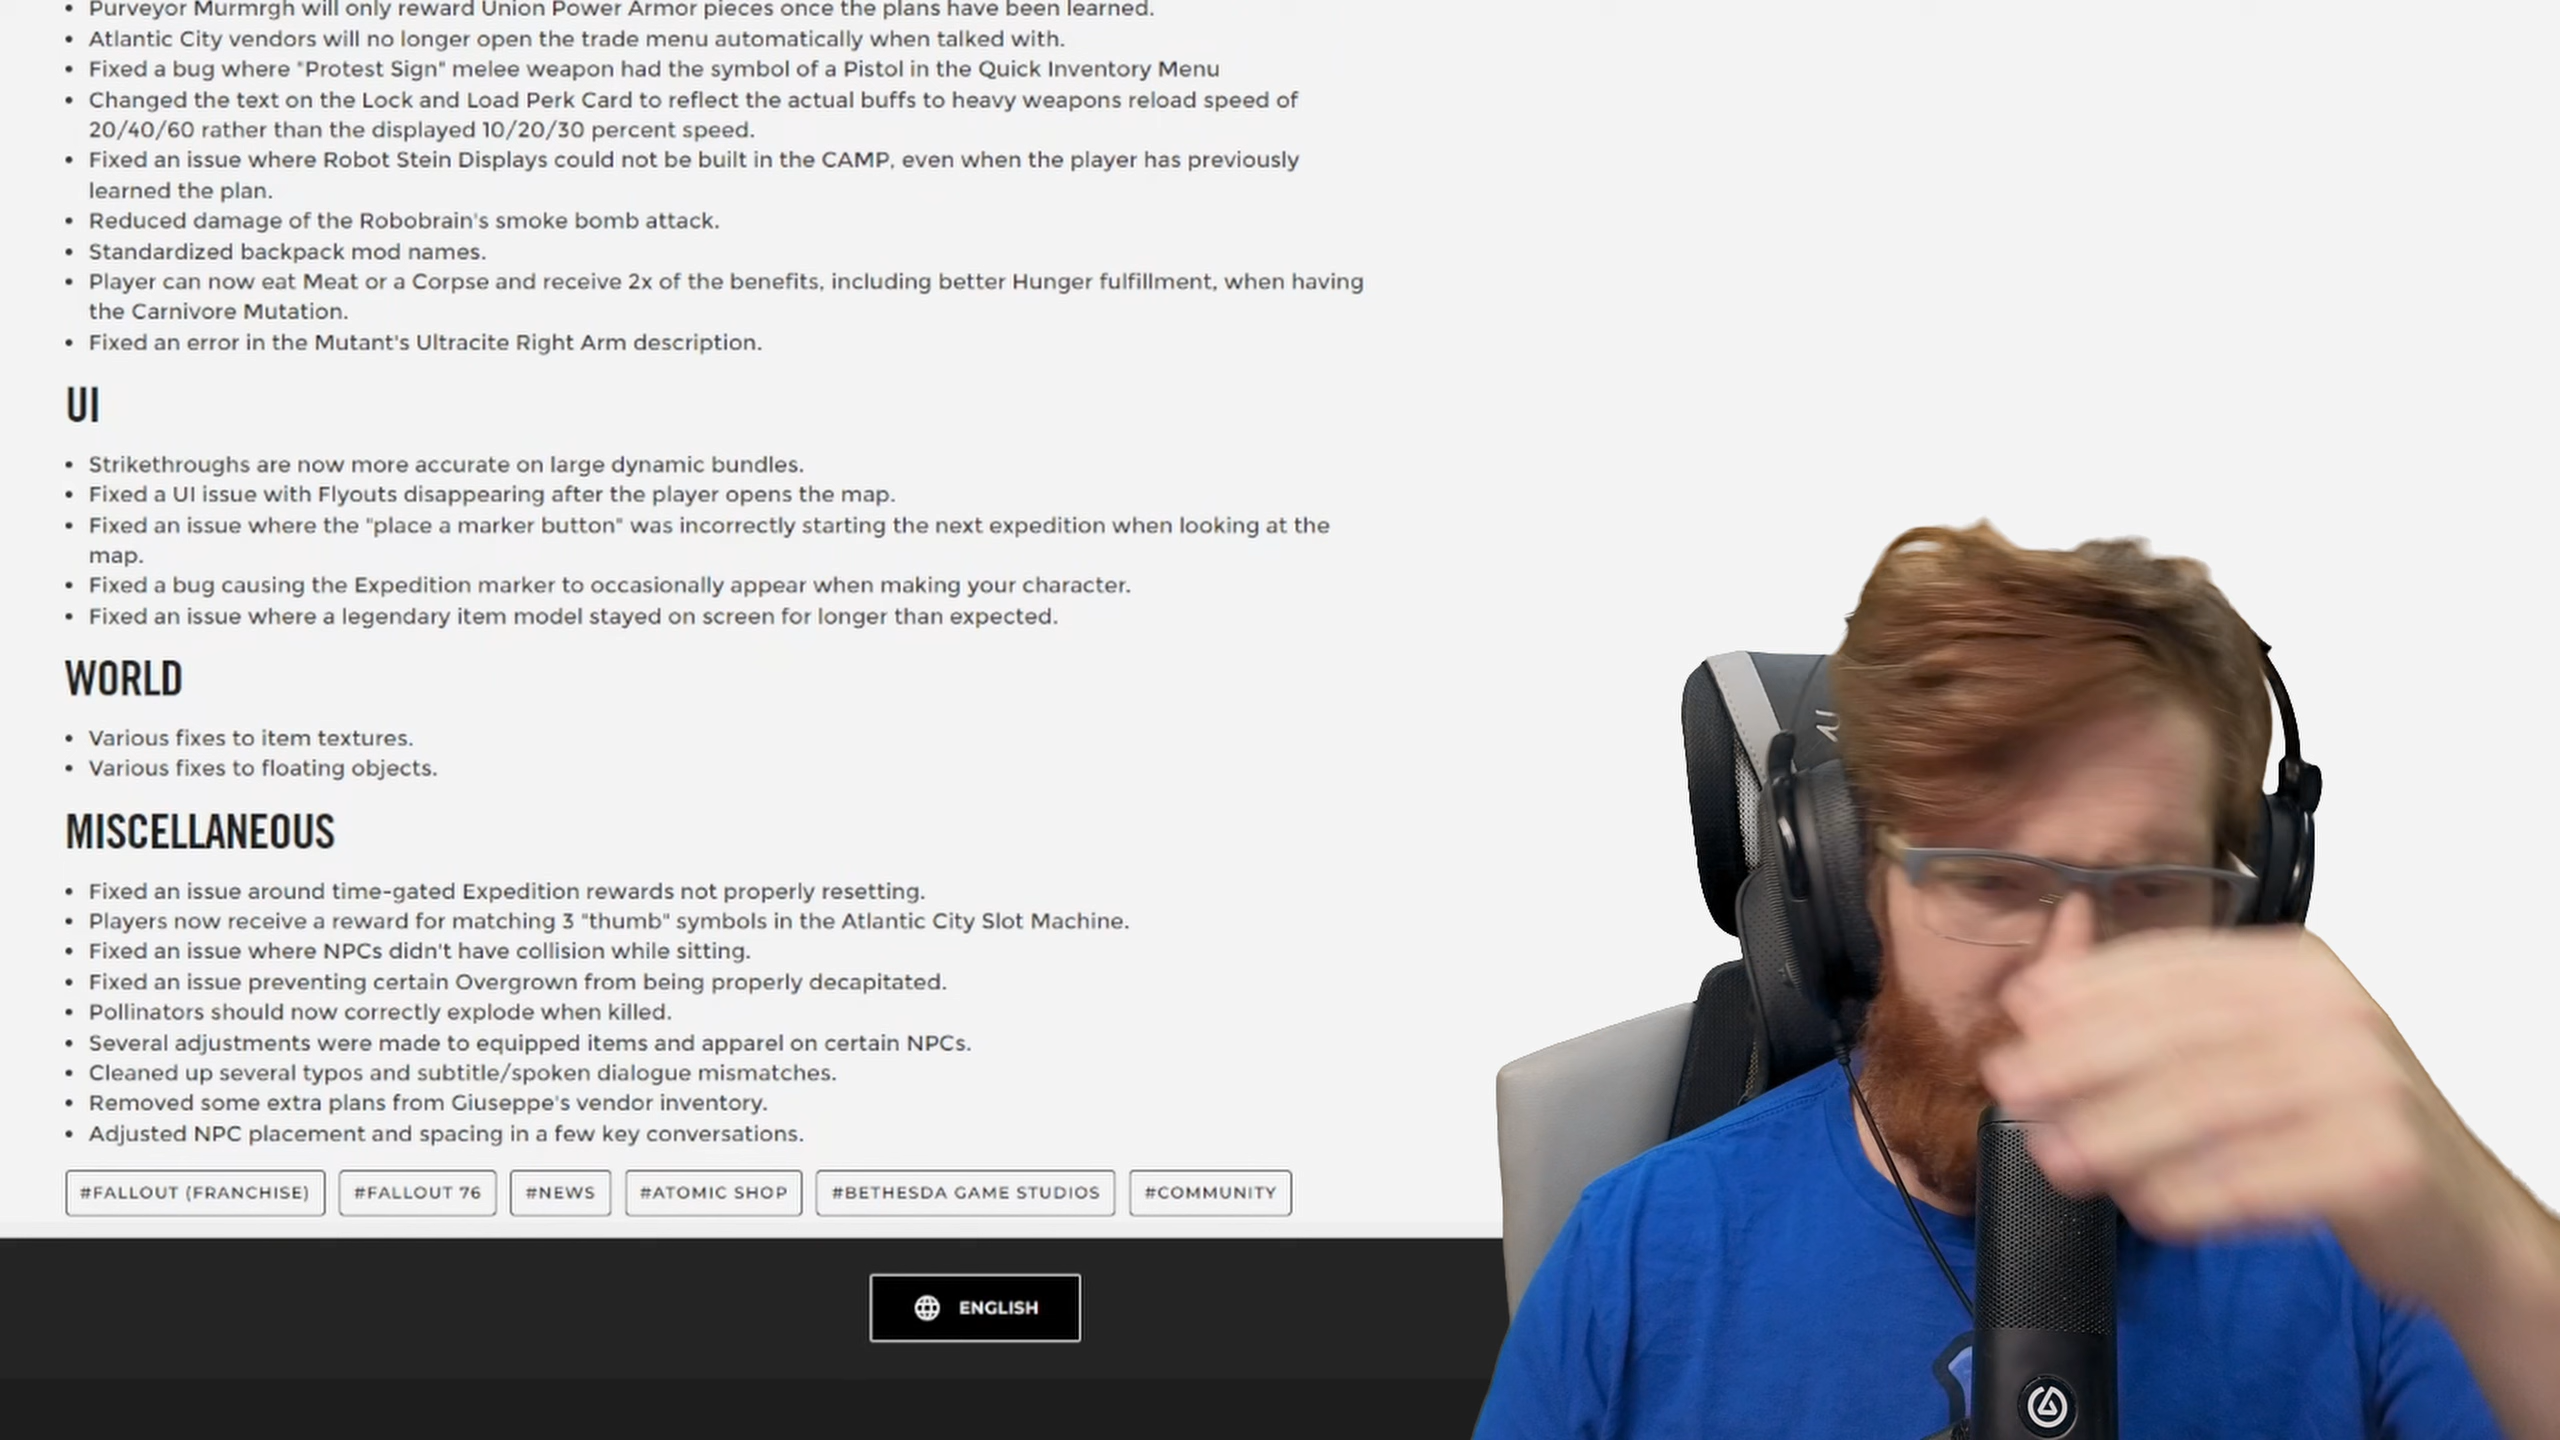 Purveyor Murmrgh will only reward Union Power Armor pieces once the plans have been learned.
Atlantic City vendors will no longer open the trade menu automatically when talked with.
Fixed a bug where "Protest Sign" melee weapon had the symbol of a Pistol in the Quick Inventory Menu
Changed the text on the Lock and Load Perk Card to reflect the actual buffs to heavy weapons reload speed of
20/40/60 rather than the displayed 10/20/30 percent speed.
Fixed an issue where Robot Stein Displays could not be built in the CAMP, even when the player has previously
learned the plan.
Reduced damage of the Robobrain's smoke bomb attack.
Standardized backpack mod names.
Player can now eat Meat or a Corpse and receive 2x of the benefits, including better Hunger fulfillment, when having
the Carnivore Mutation.
Fixed an error in the Mutant's Ultracite Right Arm description.
UI
Strikethroughs are now more accurate on large dynamic bundles.
Fixed a UI issue with Flyouts disappearing after the player opens the map.
Fixed an issue where the "place a marker button" was incorrectly starting the next expedition when looking at the
map.
Fixed a bug causing the Expedition marker to occasionally appear when making your character.
Fixed an issue where a legendary item model stayed on screen for longer than expected.
WORLD
Various fixes to item textures.
Various fixes to floating objects.
MISCELLANEOUS
Fixed an issue around time-gated Expedition rewards not properly resetting.
Players now receive a reward for matching 3 "thumb" symbols in the Atlantic City Slot Machine.
Fixed an issue where NPCs didn't have collision while sitting.
Fixed an issue preventing certain Overgrown from being properly decapitated.
Pollinators should now correctly explode when killed.
Several adjustments were made to equipped items and apparel on certain NPCs.
Cleaned up several typos and subtitle/spoken dialogue mismatches.
Removed some extra plans from Giuseppe's vendor inventory.
Adjusted NPC placement and spacing in a few key conversations.
#FALLOUT (FRANCHISE) #FALLOUT 76 #NEWS #ATOMIC SHOP #BETHESDA GAME STUDIOS #COMMUNITY
ENGLISH